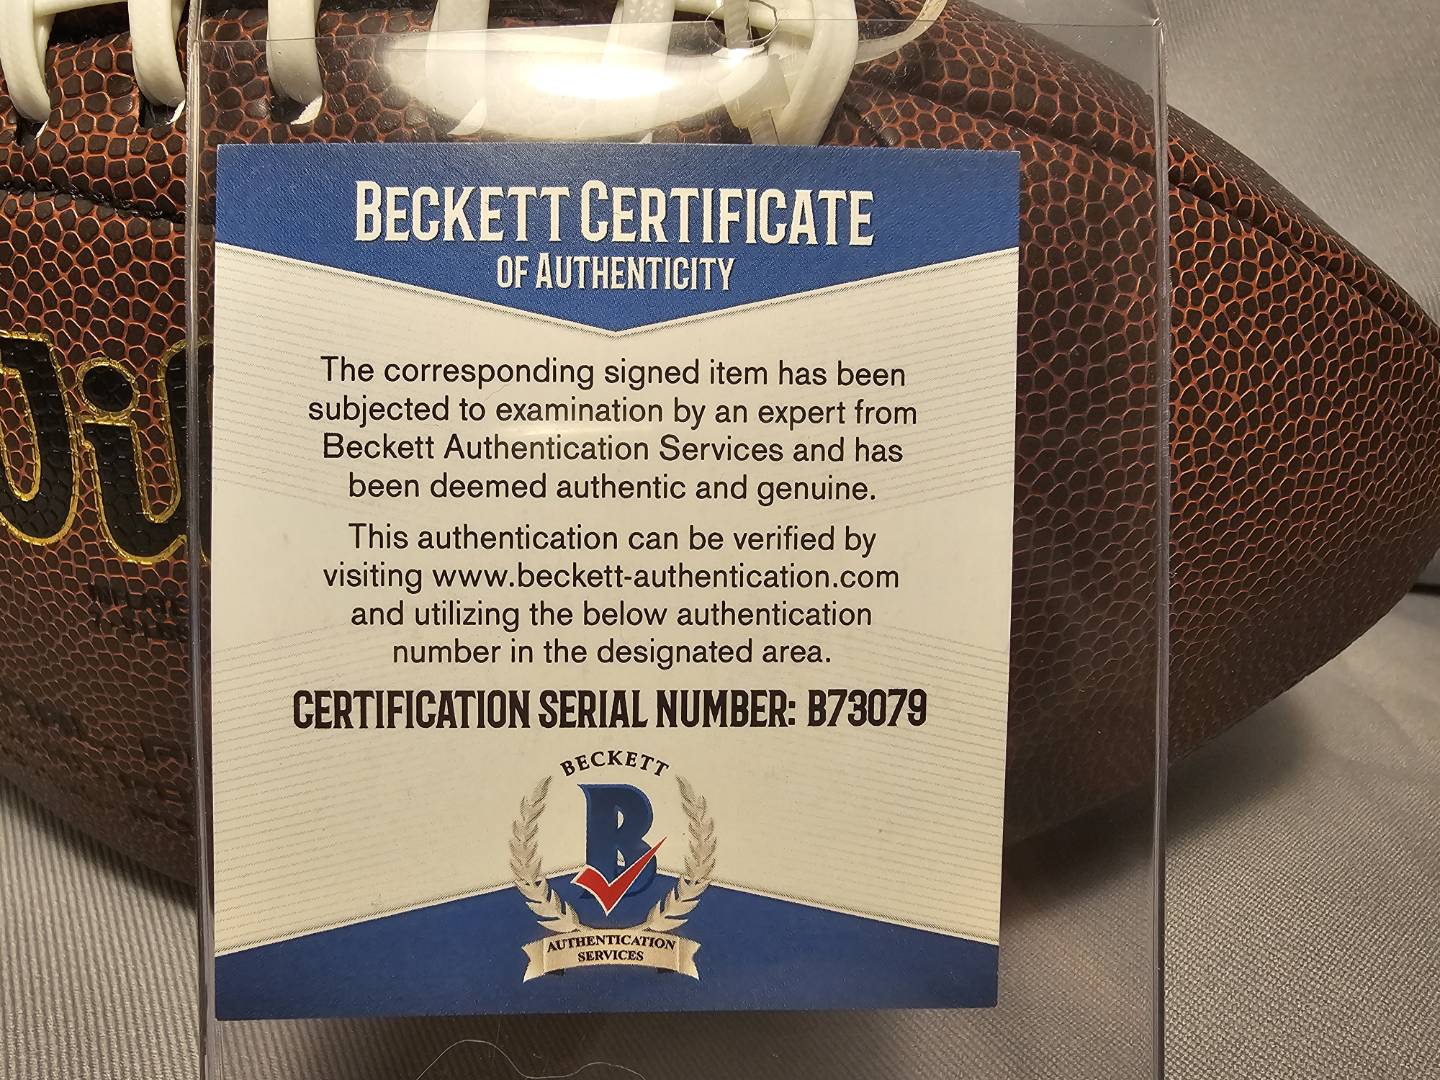 BECKETT CERTIFICATE
OF AUTHENTICITY
The corresponding signed item has been
subjected to examination by an expert from
Beckett Authentication Services and has
been deemed authentic and genuine.
This authentication can be verified by
visiting www.beckett-authentication.com
and utilizing the below authentication
number in the designated area.
CERTIFICATION SERIAL NUMBER: B73079
BECKETT
B
AUTHENTICATION
SERVICES
Wil